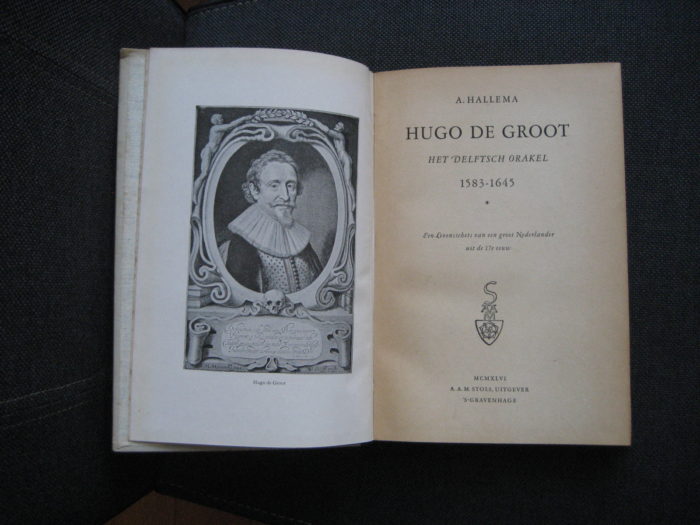 Hugo de Groot
A. HALLEMA
HUGO DE GROOT
HET DELFTSCH ORAKEL
1583-1645
*
Een Levensschets van een groot Nederlander
uit de 17e eeuw
S
MCMXLVI
A.A.M. STOLS, UITGEVER
'S-GRAVENHAGE